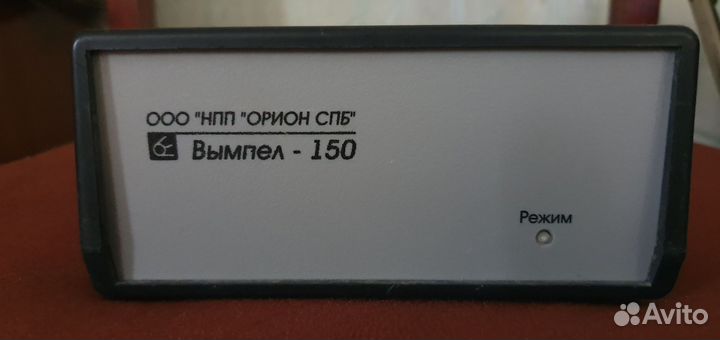 ООО "НПП "ОРИОН СПБ"
Вымпел - 150
Режим
Avito